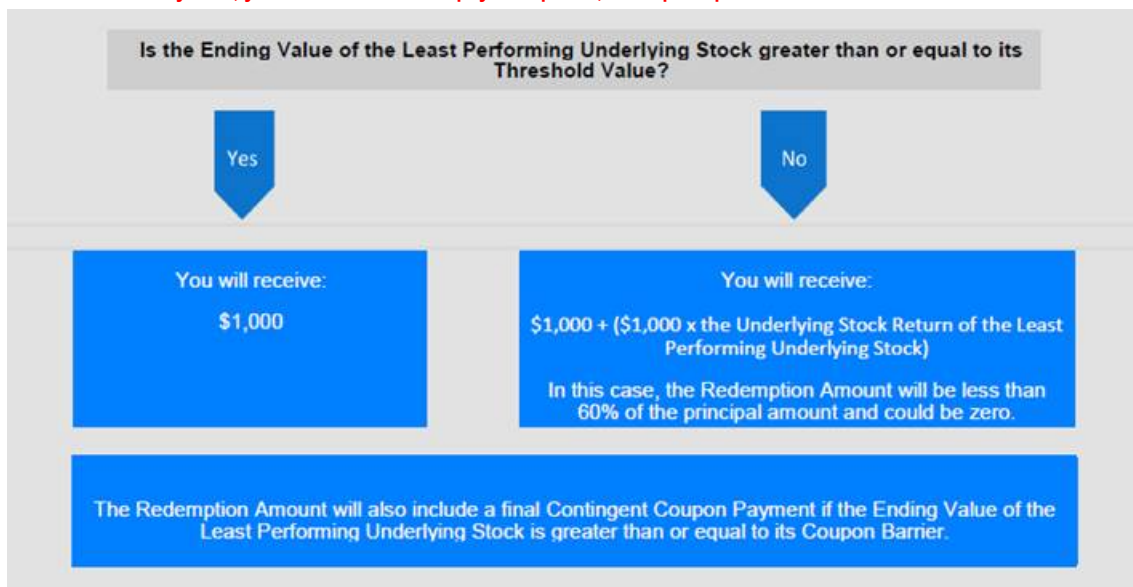 Is the Ending Value of the Least Performing Underlying Stock greater than or equal to its
Threshold Value?
Yes
No
You will receive:
$1,000
You will receive:
$1,000 + ($1,000 x the Underlying Stock Return of the Least
Performing Underlying Stock)
In this case, the Redemption Amount will be less than
60% of the principal amount and could be zero.
The Redemption Amount will also include a final Contingent Coupon Payment if the Ending Value of the
Least Performing Underlying Stock is greater than or equal to its Coupon Barrier.